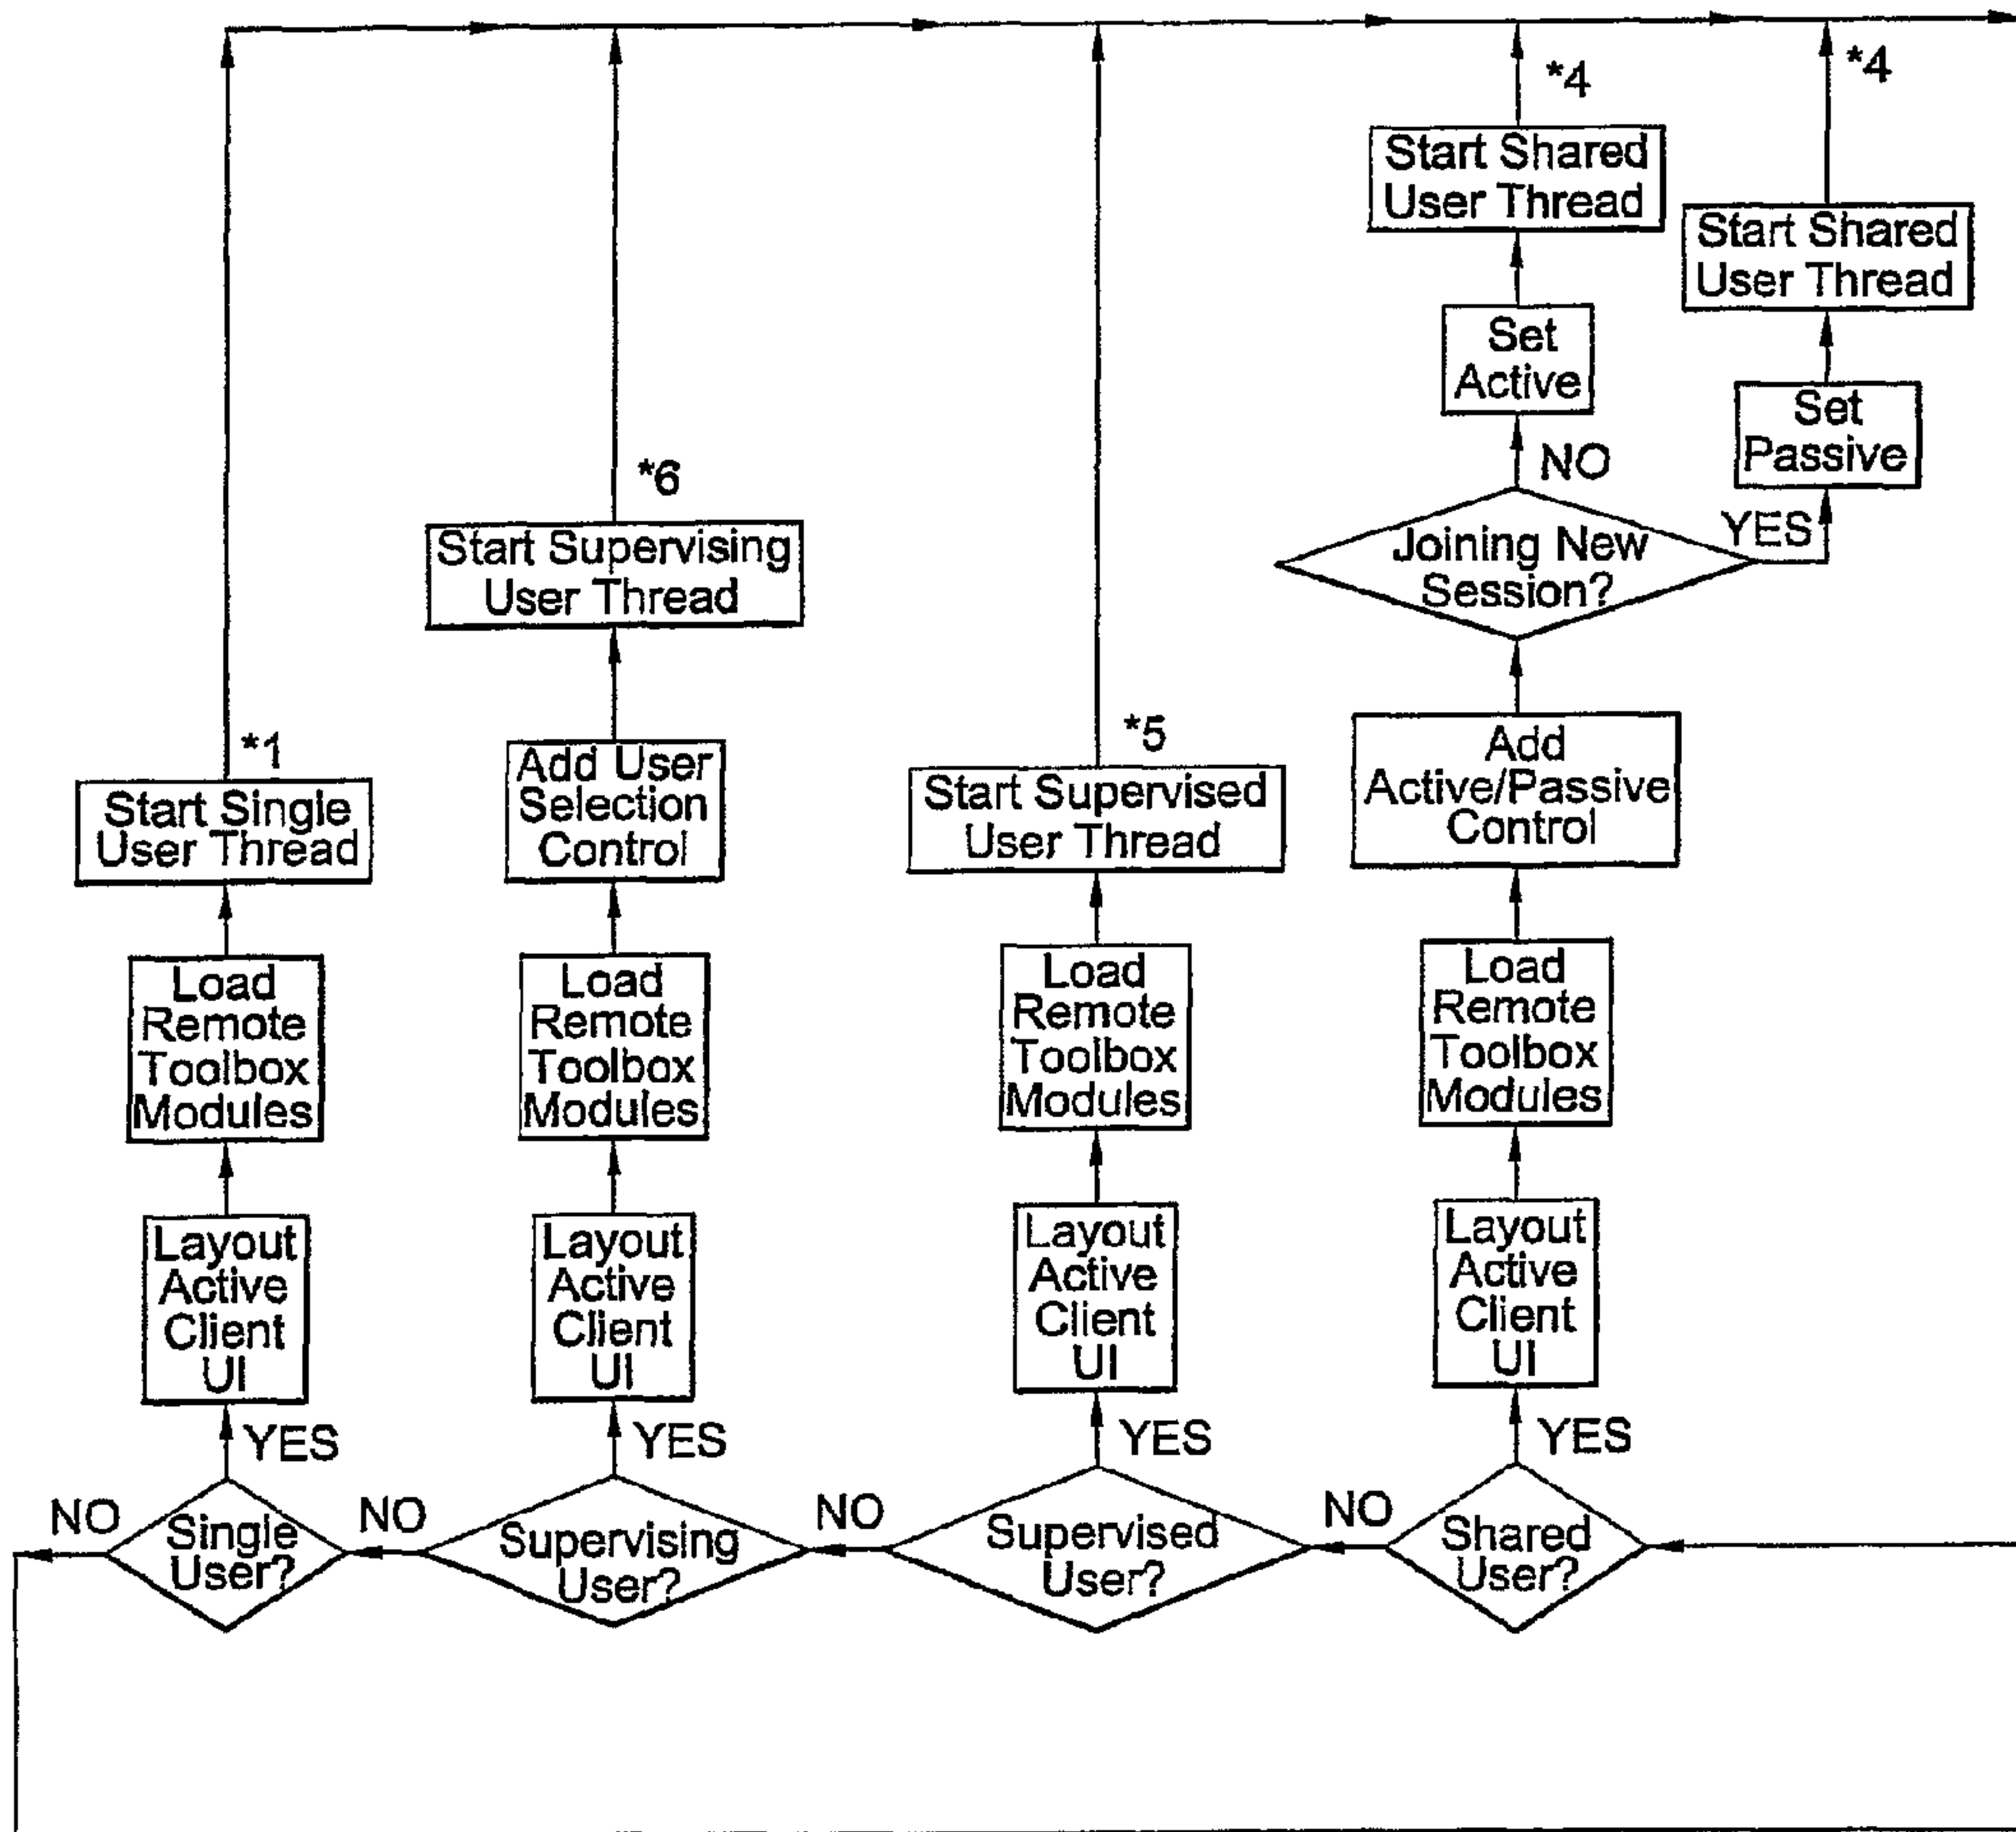 *4
*4
Start Shared
User Thread
Start Shared
User Thread
Set
Active
Set
Passive
NO
YES
Joining New
Session?
*6
Start Supervising
User Thread
*1
Start Single
User Thread
Add User
Selection
Control
*5
Start Supervised
User Thread
Add
Active/Passive
Control
Load
Remote
Toolbox
Modules
Load
Remote
Toolbox
Modules
Load
Remote
Toolbox
Modules
Load
Remote
Toolbox
Modules
Layout
Active
Client
UI
Layout
Active
Client
UI
Layout
Active
Client
UI
Layout
Active
Client
UI
YES
YES
YES
YES
NO
Single
User?
NO
Supervising
User?
NO
Supervised
User?
NO
Shared
User?